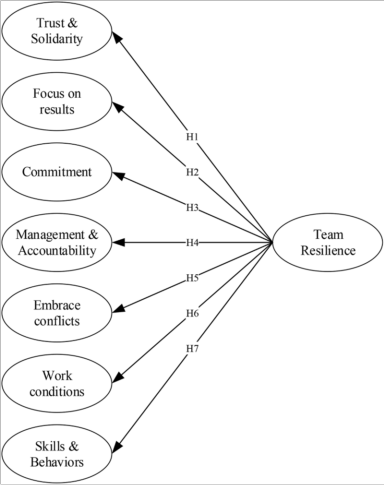 Trust &
Solidarity
H1
Focus on
results
H2
Commitment
H3
Management &
Accountability
H4
Team
Resilience
H5
Embrace
conflicts
H6
Work
conditions
H7
Skills &
Behaviors